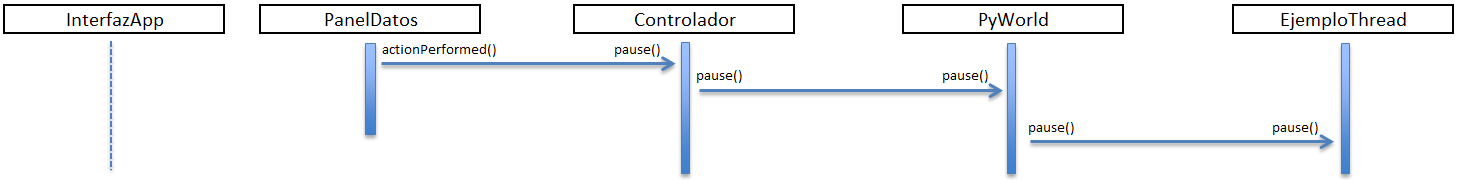 InterfazApp
PanelDatos
Controlador
PyWorld
EjemploThread
actionPerformed()
pause()
pause()
pause()
pause()
pause()